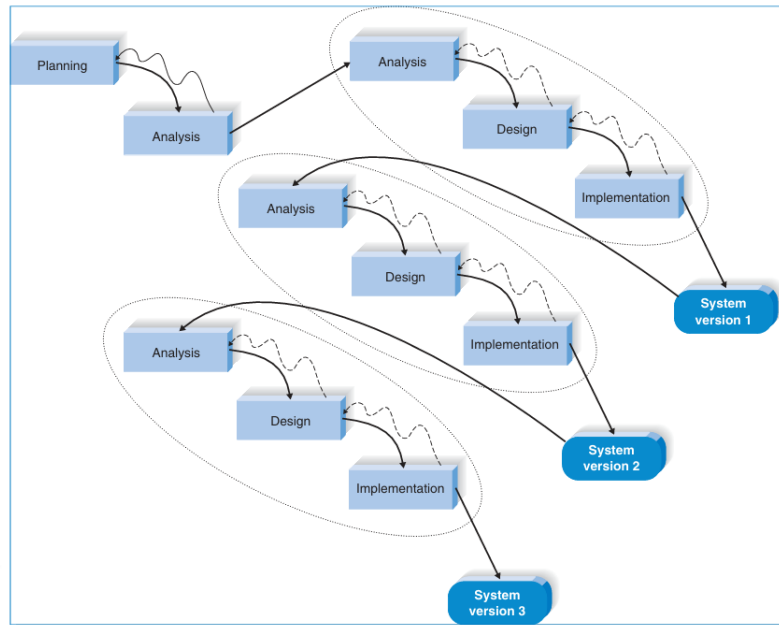 Planning
Analysis
Analysis
Design
Implementation
System
version 1
Analysis
Design
Implementation
System
version 2
Analysis
Design
Implementation
System
version 3